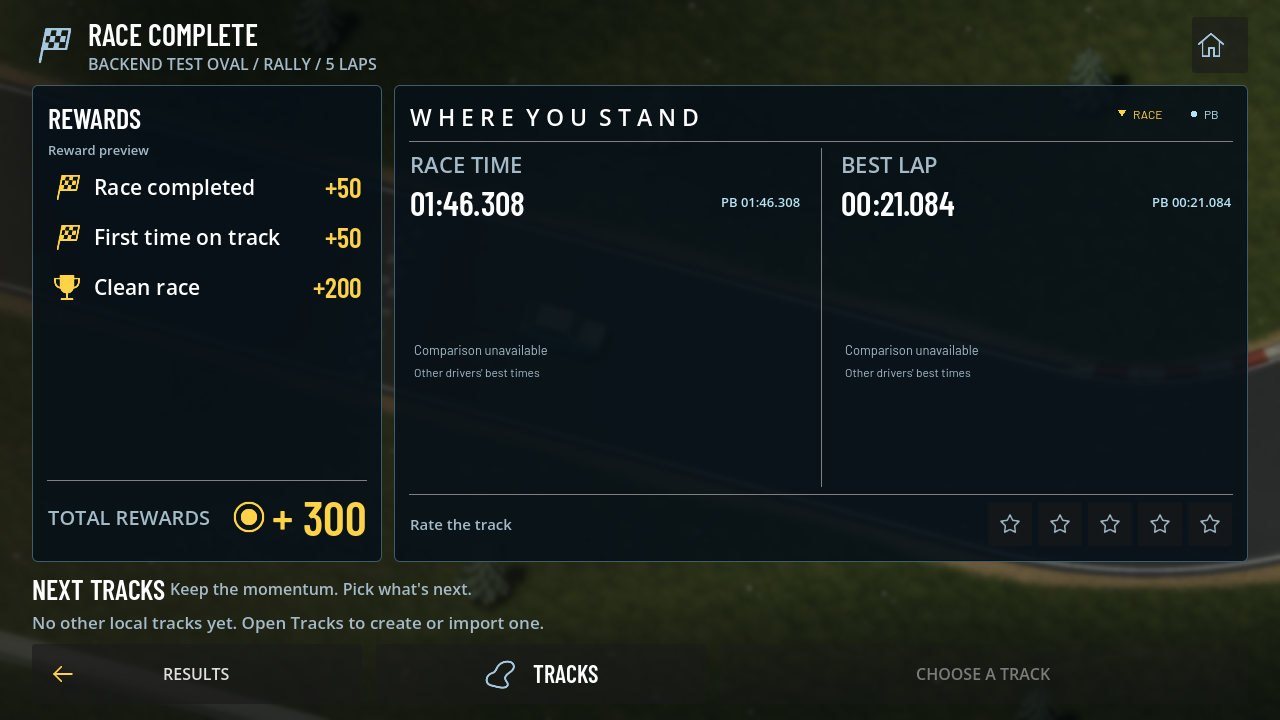 RACE COMPLETE
BACKEND TEST OVAL / RALLY / 5 LAPS
REWARDS
Reward preview
Race completed +50
First time on track +50
Clean race +200
TOTAL REWARDS + 300
WHERE YOU STAND
RACE PB
RACE TIME
01:46.308 PB 01:46.308
Comparison unavailable
Other drivers' best times
BEST LAP
00:21.084 PB 00:21.084
Comparison unavailable
Other drivers' best times
Rate the track
NEXT TRACKS Keep the momentum. Pick what's next.
No other local tracks yet. Open Tracks to create or import one.
RESULTS TRACKS CHOOSE A TRACK